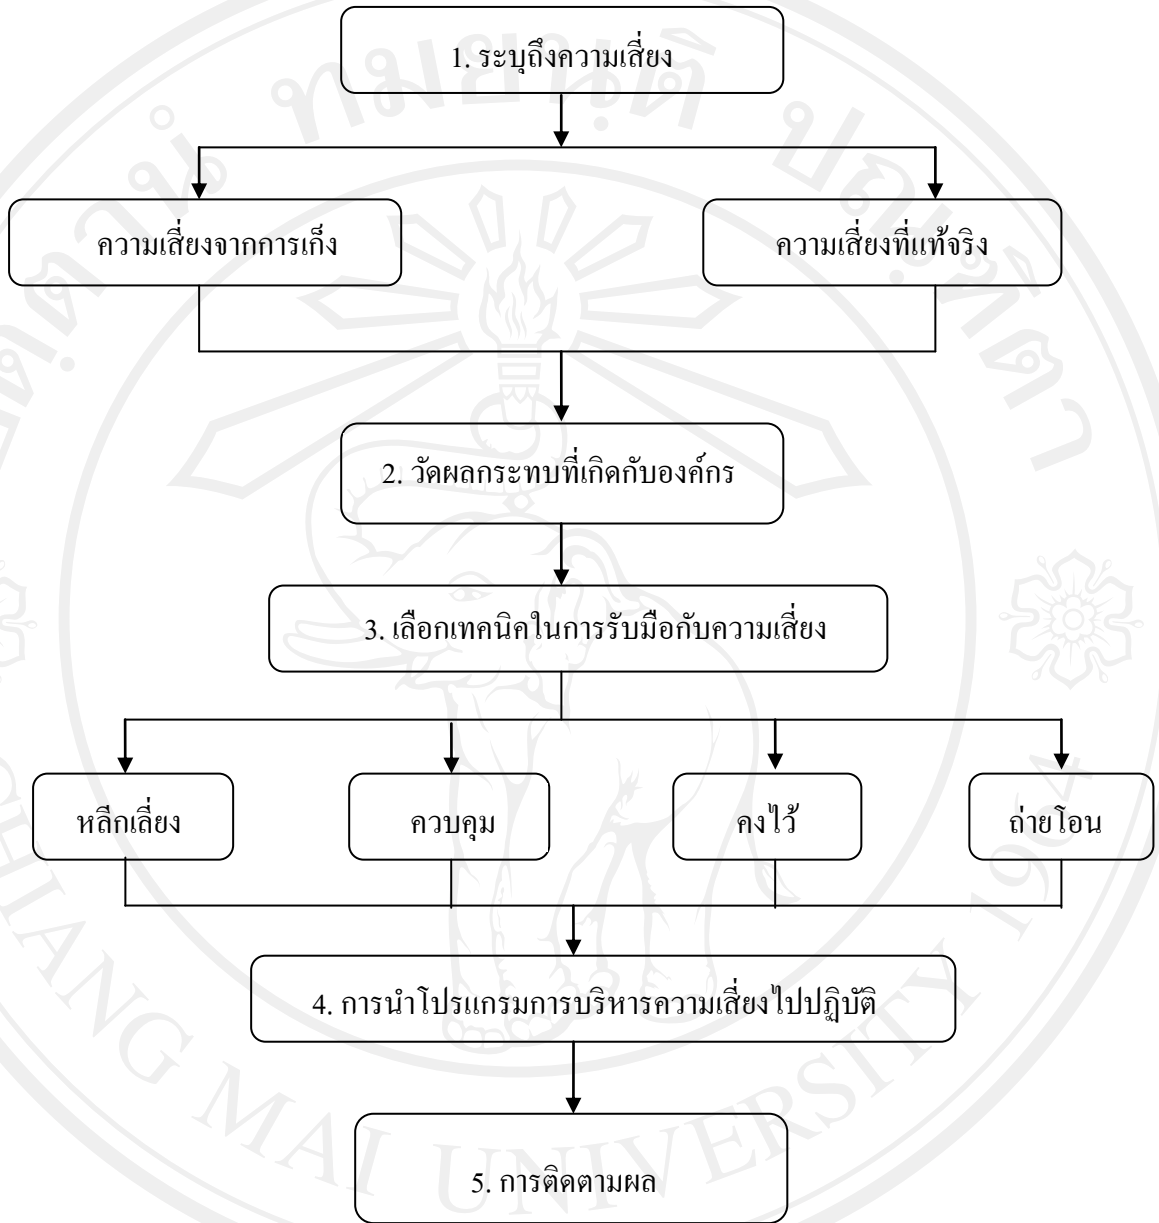 1. ระบุถึงความเสี่ยง
ความเสี่ยงจากการเก็ง
ความเสี่ยงที่แท้จริง
2. วัดผลกระทบที่เกิดกับองค์กร
3. เลือกเทคนิคในการรับมือกับความเสี่ยง
หลีกเลี่ยง
ควบคุม
คงไว้
ถ่ายโอน
4. การนำโปรแกรมการบริหารความเสี่ยงไปปฏิบัติ
5. การติดตามผล
CHIANG MAI UNIVERSITY 1964